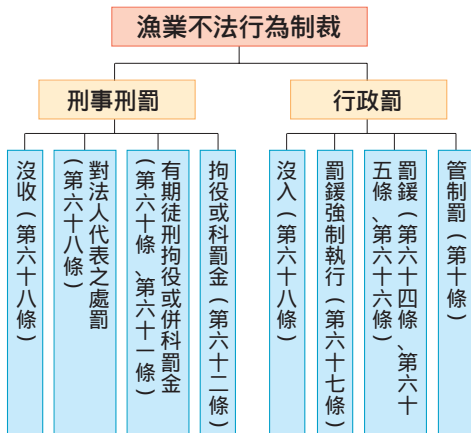 漁業不法行為制裁
刑事刑罰
行政罰
沒收（第六十八條）
對法人代表之處罰
（第六十八條）
有期徒刑拘役或併科罰金
（第六十條、第六十一條）
拘役或科罰金（第六十二條）
沒入（第六十八條）
罰鍰強制執行（第六十七條）
罰鍰（第六十四條、第六十
五條、第六十六條）
管制罰（第十條）